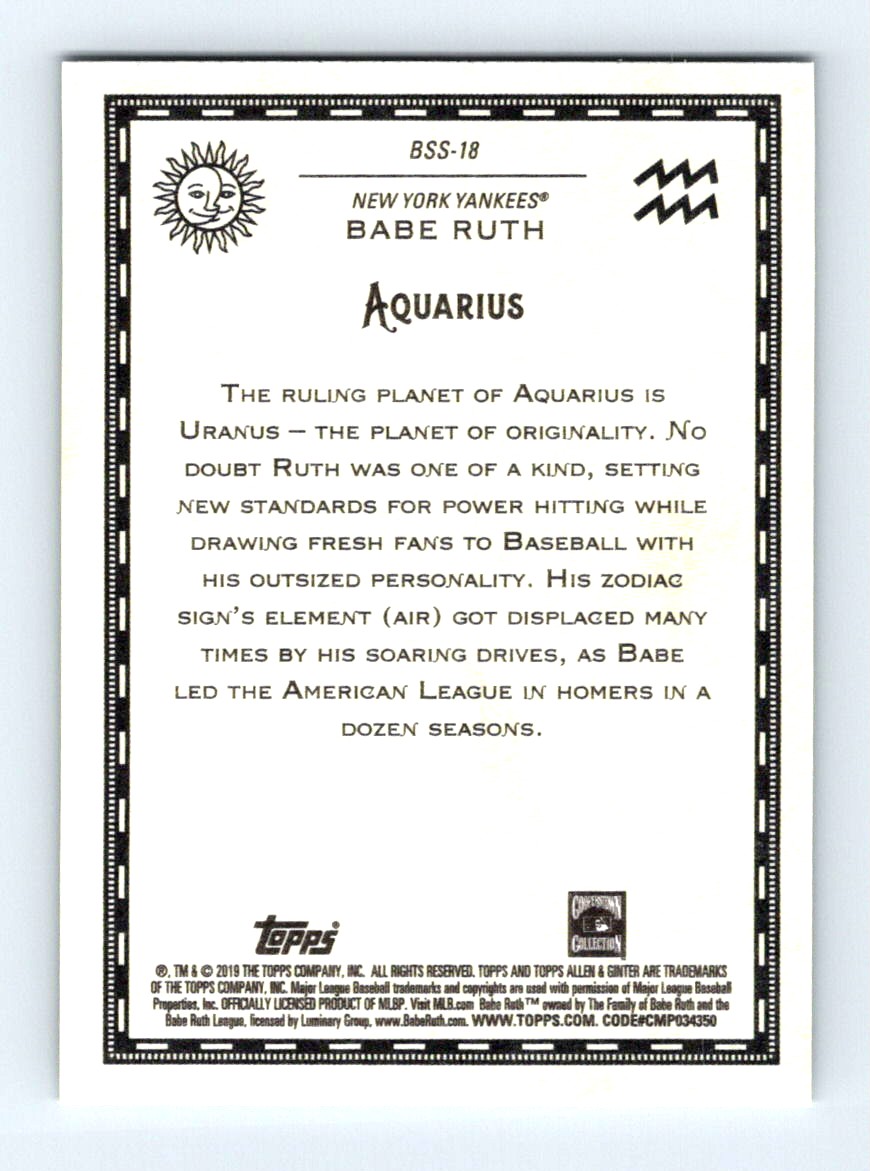 BSS-18
NEW YORK YANKEES®
BABE RUTH
AQUARIUS
THE RULING PLANET OF AQUARIUS IS
URANUS – THE PLANET OF ORIGINALITY. NO
DOUBT RUTH WAS ONE OF A KIND, SETTING
NEW STANDARDS FOR POWER HITTING WHILE
DRAWING FRESH FANS TO BASEBALL WITH
HIS OUTSIZED PERSONALITY. HIS ZODIAC
SIGN'S ELEMENT (AIR) GOT DISPLACED MANY
TIMES BY HIS SOARING DRIVES, AS BABE
LED THE AMERICAN LEAGUE IN HOMERS IN A
DOZEN SEASONS.
topps®
COOPERSTOWN
COLLECTION
®, TM & © 2019 THE TOPPS COMPANY, INC. ALL RIGHTS RESERVED. TOPPS AND TOPPS ALLEN & GINTER ARE TRADEMARKS
OF THE TOPPS COMPANY, INC. Major League Baseball trademarks and copyrights are used with permission of Major League Baseball
Properties, Inc. OFFICIALLY LICENSED PRODUCT OF MLBP. Visit MLB.com Babe Ruth™ owned by The Family of Babe Ruth and the
Babe Ruth League, licensed by Luminary Group, www.BabeRuth.com. WWW.TOPPS.COM. CODE#CMP034350